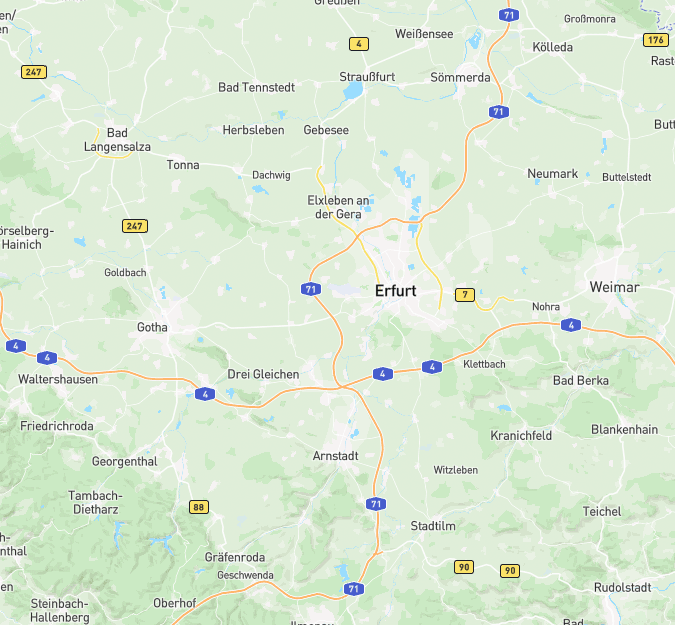 Greußen
71
Großmonra
en/
Weißensee
4
176
Kölleda
247
Straußfurt
Sömmerda
Rast
Bad Tennstedt
71
Herbsleben
Gebesee
Butt
Bad
Langensalza
Tonna
Dachwig
Neumark
Buttelstedt
Elxleben an
der Gera
247
örselberg-
Hainich
Goldbach
71
Erfurt
7
Weimar
Nohra
Gotha
4
4
4
Klettbach
4
4
Drei Gleichen
Waltershausen
Bad Berka
4
Friedrichroda
Kranichfeld
Blankenhain
Arnstadt
Georgenthal
Witzleben
Tambach-
Dietharz
88
71
Teichel
Stadtilm
h-
nthal
Gräfenroda
90
90
Geschwenda
en
71
Rudolstadt
Steinbach-
Hallenberg
Oberhof
Ilmenau
Bad